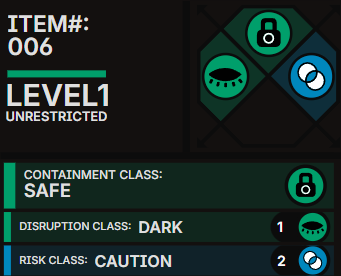 ITEM#:
006
LEVEL1
UNRESTRICTED
CONTAINMENT CLASS:
SAFE
DISRUPTION CLASS: DARK 1
RISK CLASS: CAUTION 2